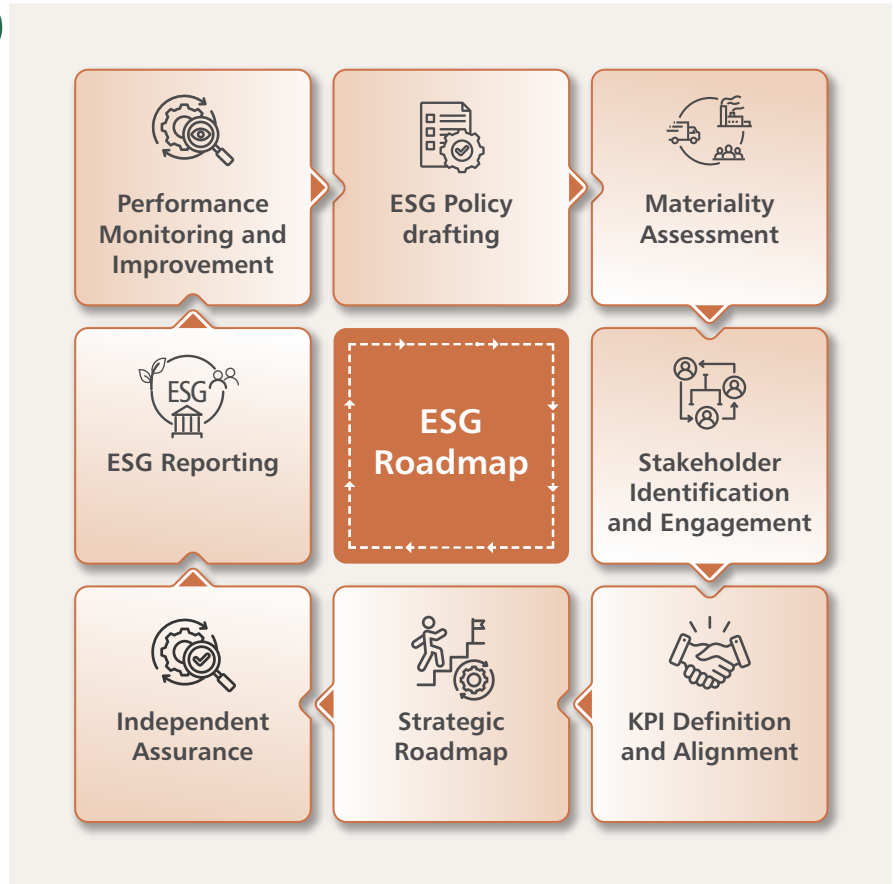 Performance
Monitoring and
Improvement
ESG Policy
drafting
Materiality
Assessment
ESG
ESG Reporting
ESG
Roadmap
Stakeholder
Identification
and Engagement
Independent
Assurance
Strategic
Roadmap
KPI Definition
and Alignment